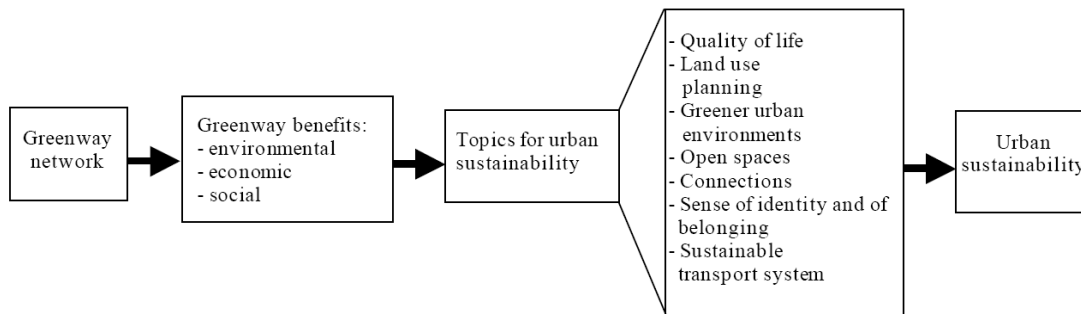 Greenway
network
Greenway benefits:
- environmental
- economic
- social
Topics for urban
sustainability
- Quality of life
- Land use
planning
- Greener urban
environments
- Open spaces
- Connections
- Sense of identity and of
belonging
- Sustainable
transport system
Urban
sustainability